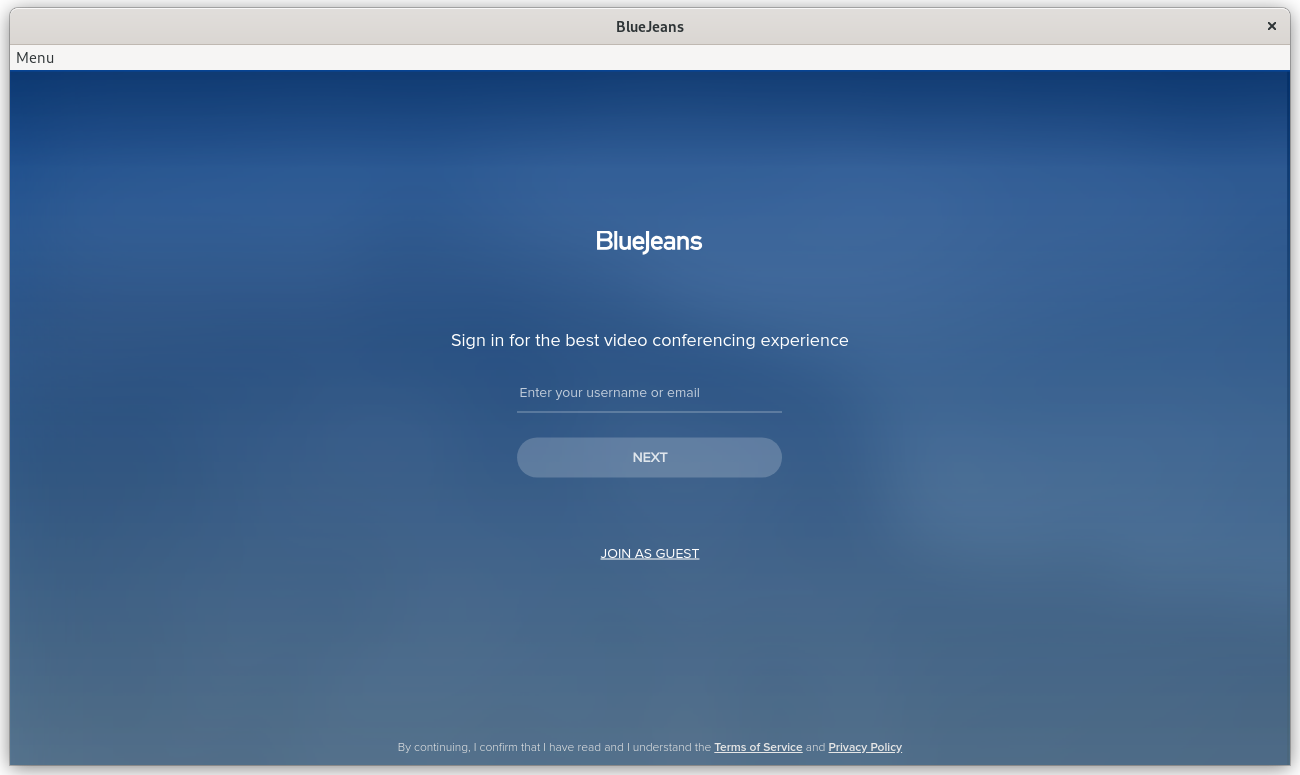 BlueJeans
×
Menu
BlueJeans
Sign in for the best video conferencing experience
Enter your username or email
NEXT
JOIN AS GUEST
By continuing, I confirm that I have read and I understand the Terms of Service and Privacy Policy